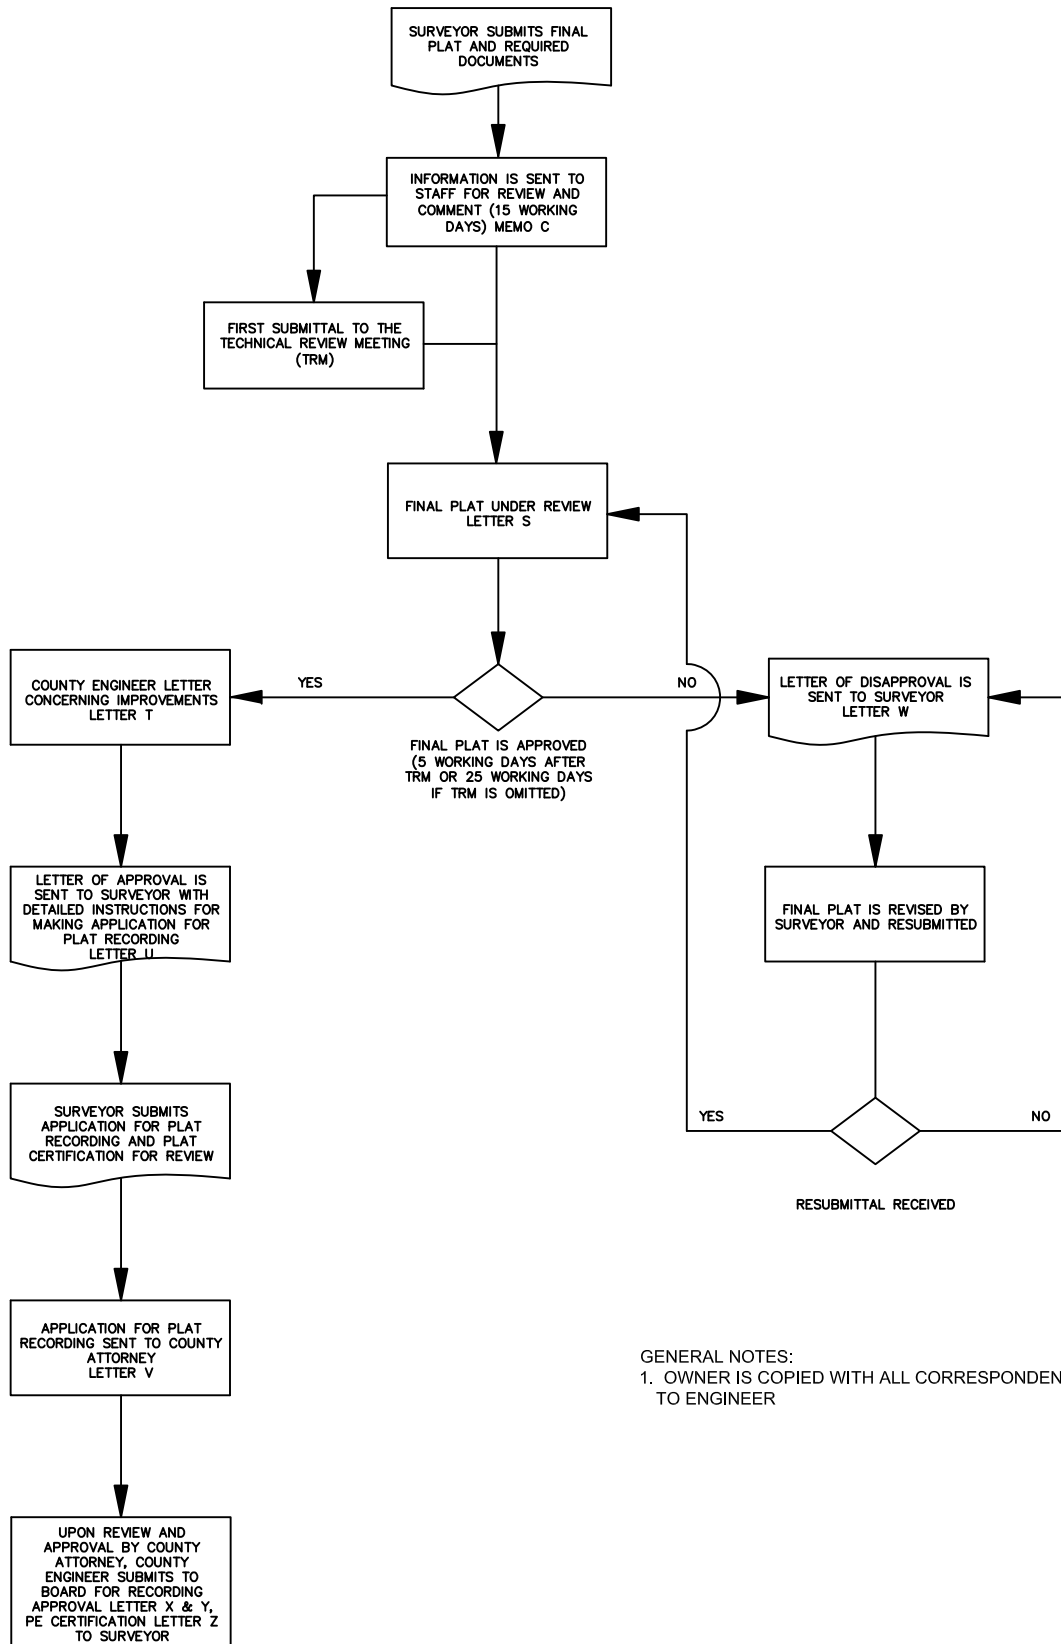 SURVEYOR SUBMITS FINAL
PLAT AND REQUIRED
DOCUMENTS
INFORMATION IS SENT TO
STAFF FOR REVIEW AND
COMMENT (15 WORKING
DAYS) MEMO C
FIRST SUBMITTAL TO THE
TECHNICAL REVIEW MEETING
(TRM)
FINAL PLAT UNDER REVIEW
LETTER S
YES
NO
FINAL PLAT IS APPROVED
(5 WORKING DAYS AFTER
TRM OR 25 WORKING DAYS
IF TRM IS OMITTED)
COUNTY ENGINEER LETTER
CONCERNING IMPROVEMENTS
LETTER T
LETTER OF DISAPPROVAL IS
SENT TO SURVEYOR
LETTER W
LETTER OF APPROVAL IS
SENT TO SURVEYOR WITH
DETAILED INSTRUCTIONS FOR
MAKING APPLICATION FOR
PLAT RECORDING
LETTER U
FINAL PLAT IS REVISED BY
SURVEYOR AND RESUBMITTED
SURVEYOR SUBMITS
APPLICATION FOR PLAT
RECORDING AND PLAT
CERTIFICATION FOR REVIEW
YES
NO
RESUBMITTAL RECEIVED
APPLICATION FOR PLAT
RECORDING SENT TO COUNTY
ATTORNEY
LETTER V
GENERAL NOTES:
1. OWNER IS COPIED WITH ALL CORRESPONDEN
TO ENGINEER
UPON REVIEW AND
APPROVAL BY COUNTY
ATTORNEY, COUNTY
ENGINEER SUBMITS TO
BOARD FOR RECORDING
APPROVAL LETTER X & Y,
PE CERTIFICATION LETTER Z
TO SURVEYOR